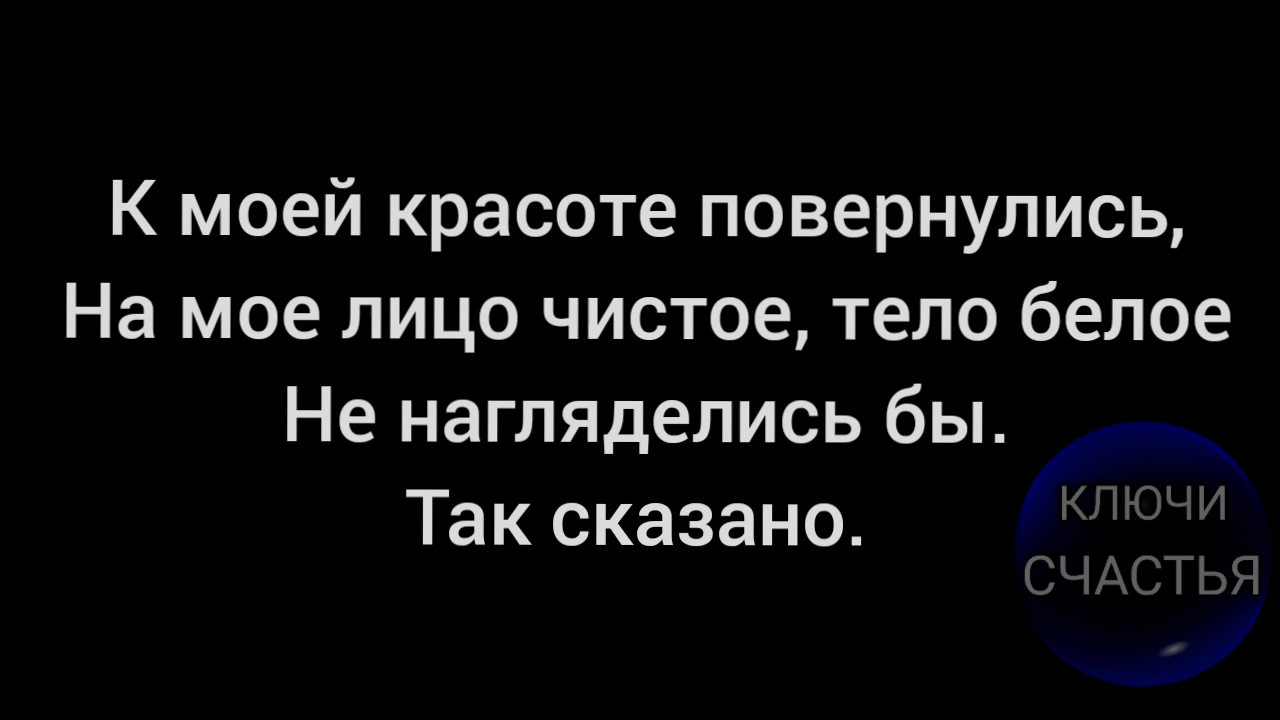 К моей красоте повернулись,
На мое лицо чистое, тело белое
Не нагляделись бы.
Так сказано.
КЛЮЧИ
СЧАСТЬЯ